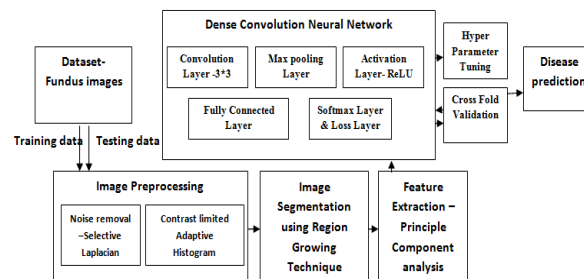 Dense Convolution Neural Network
Dataset-
Fundus images
Convolution
Layer -3*3
Max pooling
Layer
Activation
Layer- ReLU
Fully Connected
Layer
Softmax Layer
& Loss Layer
Hyper
Parameter
Tuning
Cross Fold
Validation
Disease
prediction
Training data
Testing data
Image Preprocessing
Noise removal
–Selective
Laplacian
Contrast limited
Adaptive
Histogram
Image
Segmentation
using Region
Growing
Technique
Feature
Extraction –
Principle
Component
analysis